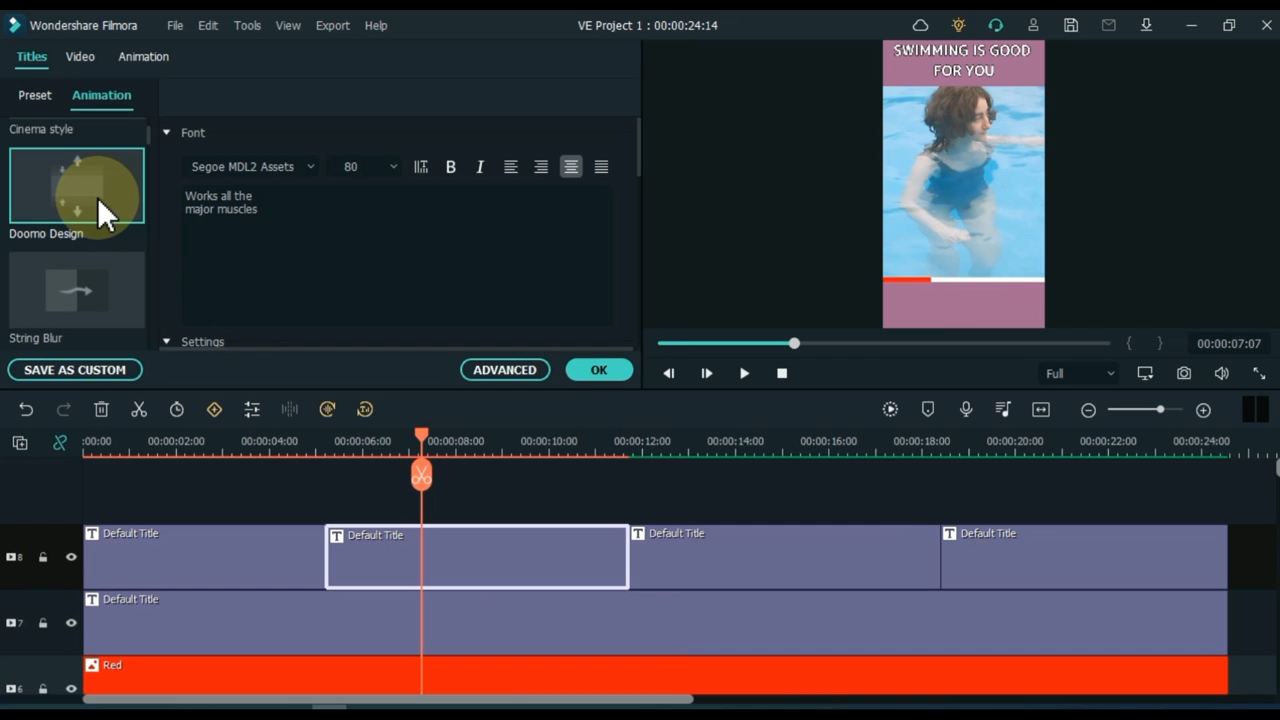 Wondershare Filmora File Edit Tools View Export Help VE Project 1 : 00:00:24:14
Titles Video Animation
Preset Animation
Cinema style
Doomo Design
String Blur
Font
Segoe MDL2 Assets 80 B I
Works all the
major muscles
Settings
SAVE AS CUSTOM ADVANCED OK
SWIMMING IS GOOD
FOR YOU
{ } 00:00:07:07
Full
:00:00 00:00:02:00 00:00:04:00 00:00:06:00 00:00:08:00 00:00:10:00 00:00:12:00 00:00:14:00 00:00:16:00 00:00:18:00 00:00:20:00 00:00:22:00 00:00:24:00
8 T Default Title T Default Title T Default Title T Default Title
7 T Default Title
6 Red